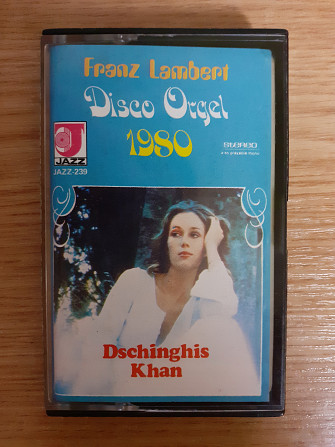 Franz Lambert
Disco Orgel
1980
JAZZ
JAZZ-239
STEREO
Dschinghis
Khan